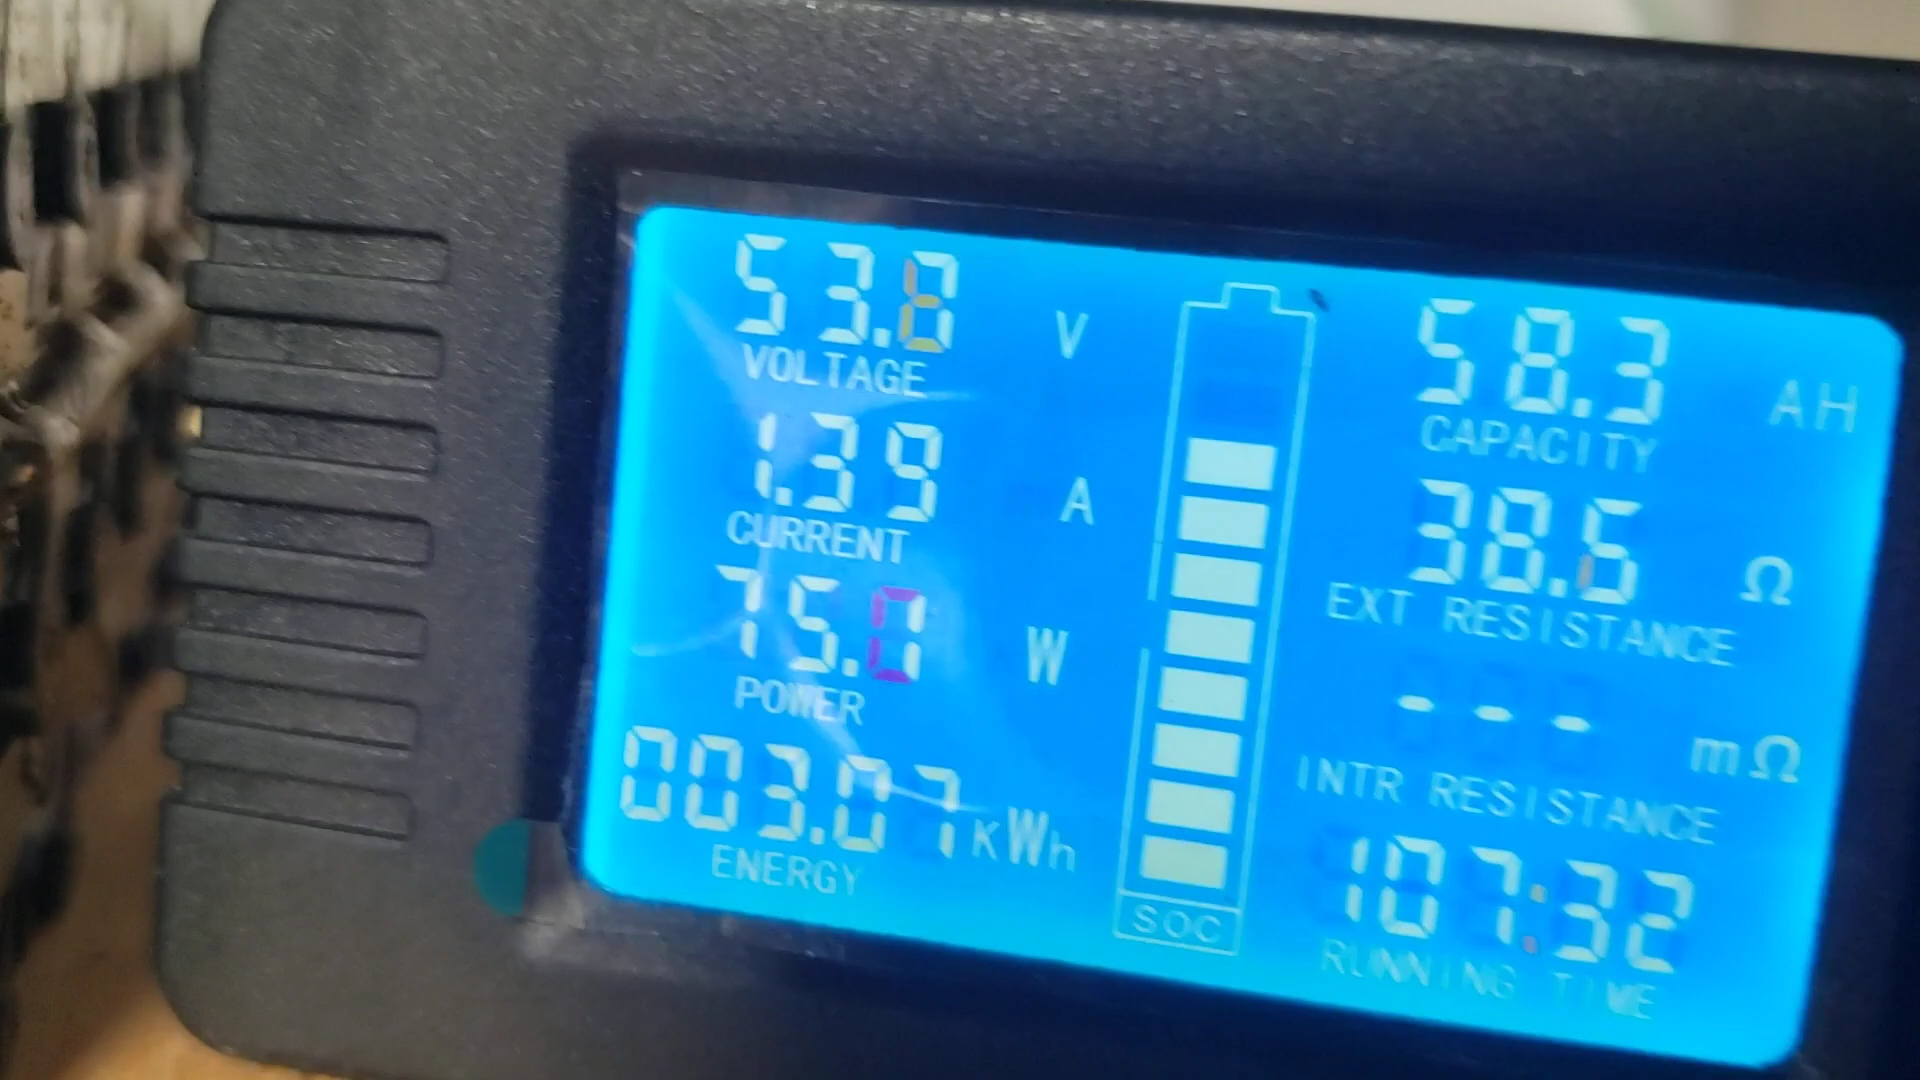 53.8 V
VOLTAGE
1.39 A
CURRENT
75.0 W
POWER
003.07 KWh
ENERGY
SOC
58.3 AH
CAPACITY
38.6 Ω
EXT RESISTANCE
--- mΩ
INTR RESISTANCE
107:32
RUNNING TIME